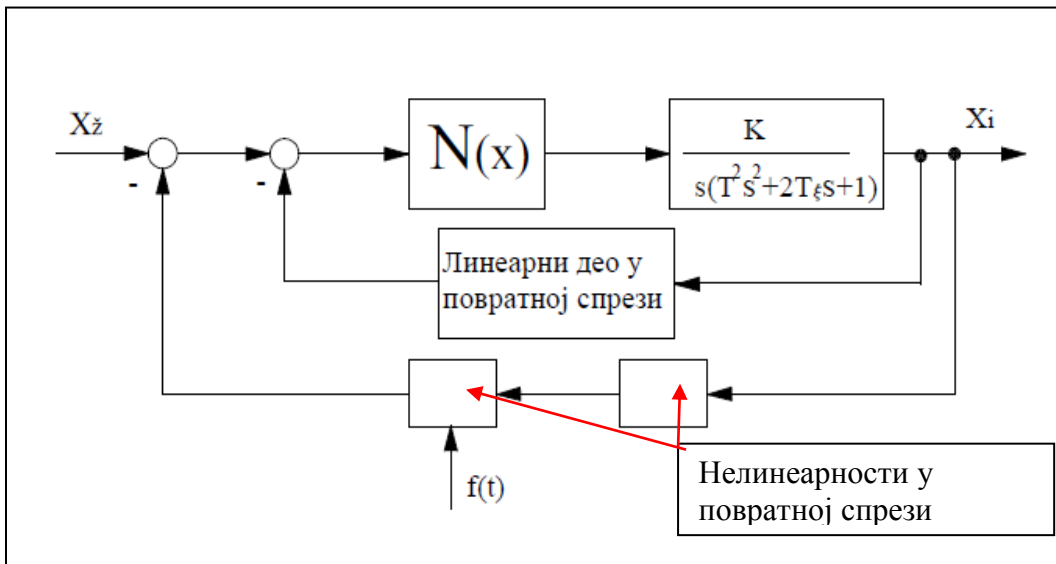 Xž
-
-
N(x)
K
s(T²s²+2Tξs+1)
Xi
Линеарни део у
повратној спрези
f(t)
Нелинеарности у
повратној спрези